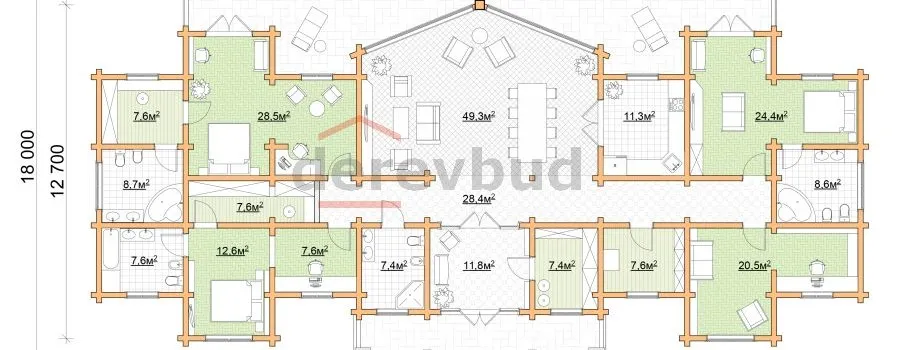 18 000
12 700
7.6м²
28.5м²
49.3м²
11.3м²
24.4м²
derevbud
8.7м²
7.6м²
28.4м²
8.6м²
7.6м²
12.6м²
7.6м²
7.4м²
11.8м²
7.4м²
7.6м²
20.5м²